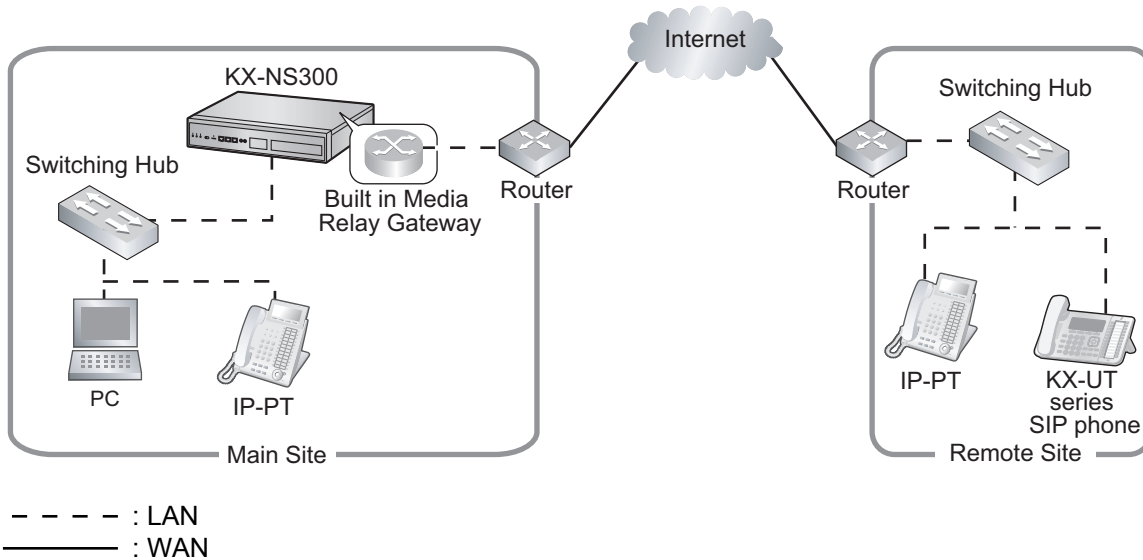 Internet
KX-NS300
Switching Hub
Switching Hub
Built in Media
Relay Gateway
Router
Router
PC
IP-PT
IP-PT
KX-UT
series
SIP phone
Main Site
Remote Site
: LAN
: WAN